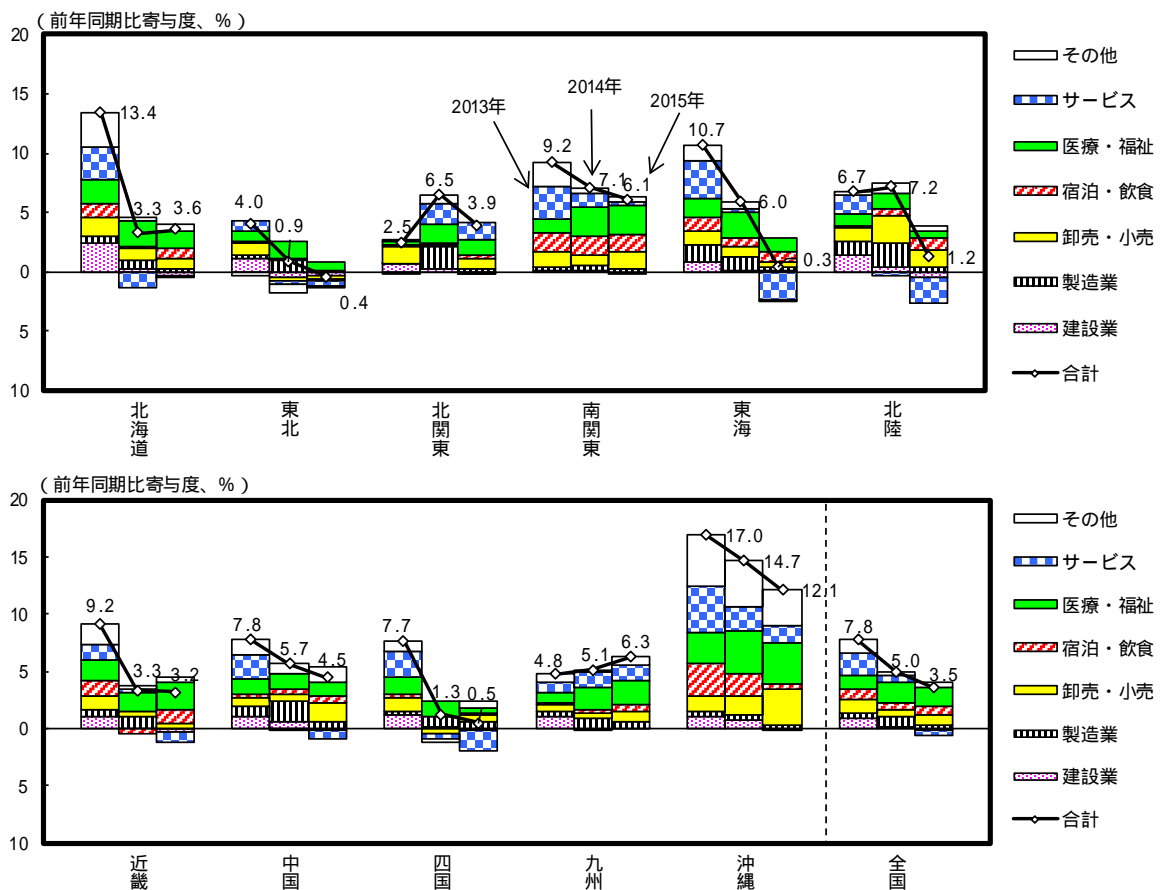 (前年同期比寄与度、%)
20
15
10
5
0
5
10
13.4
3.3
3.6
4.0
0.9
0.4
2.5
6.5
3.9
2013年
2014年
2015年
9.2
7.1
6.1
10.7
6.0
0.3
6.7
7.2
1.2
北海道
東北
北関東
南関東
東海
北陸
その他
サービス
医療・福祉
宿泊・飲食
卸売・小売
製造業
建設業
合計
(前年同期比寄与度、%)
20
15
10
5
0
5
10
9.2
3.3
3.2
7.8
5.7
4.5
7.7
1.3
0.5
4.8
5.1
6.3
17.0
14.7
12.1
7.8
5.0
3.5
近畿
中国
四国
九州
沖縄
全国
その他
サービス
医療・福祉
宿泊・飲食
卸売・小売
製造業
建設業
合計